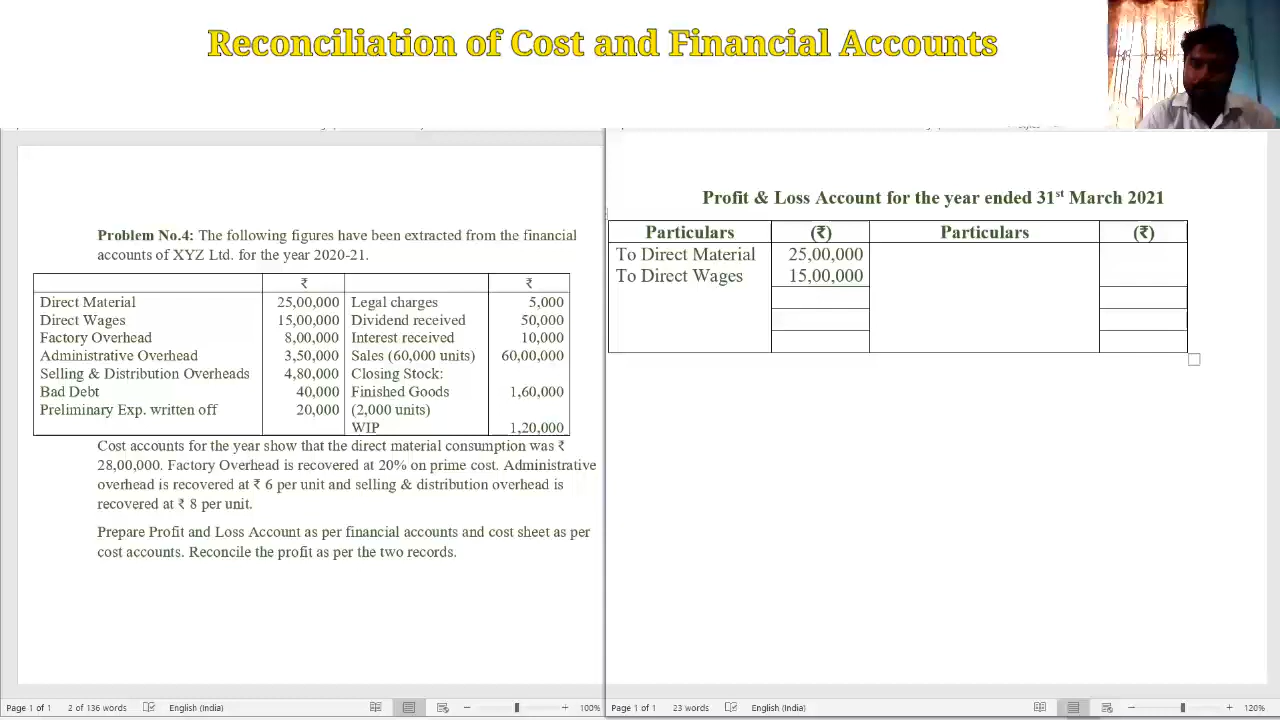 Reconciliation of Cost and Financial Accounts
Problem No.4: The following figures have been extracted from the financial
accounts of XYZ Ltd. for the year 2020-21.
₹ ₹
Direct Material 25,00,000 Legal charges 5,000
Direct Wages 15,00,000 Dividend received 50,000
Factory Overhead 8,00,000 Interest received 10,000
Administrative Overhead 3,50,000 Sales (60,000 units) 60,00,000
Selling & Distribution Overheads 4,80,000 Closing Stock:
Bad Debt 40,000 Finished Goods 1,60,000
Preliminary Exp. written off 20,000 (2,000 units)
WIP 1,20,000
Cost accounts for the year show that the direct material consumption was ₹
28,00,000. Factory Overhead is recovered at 20% on prime cost. Administrative
overhead is recovered at ₹ 6 per unit and selling & distribution overhead is
recovered at ₹ 8 per unit.
Prepare Profit and Loss Account as per financial accounts and cost sheet as per
cost accounts. Reconcile the profit as per the two records.
Profit & Loss Account for the year ended 31st March 2021
Particulars (₹) Particulars (₹)
To Direct Material 25,00,000
To Direct Wages 15,00,000
Page 1 of 1 2 of 136 words English (India) 100%
Page 1 of 1 23 words English (India) 120%